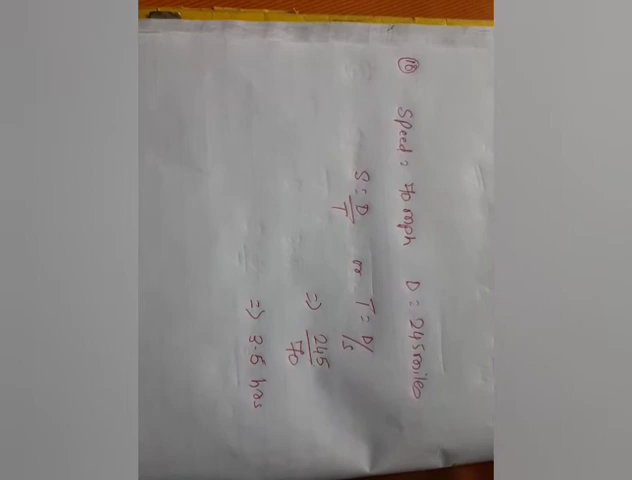 (18) Speed = 70 mph D = 245 miles
S = D/T or T = D/S
=> 245/70
=> 3.5 hrs